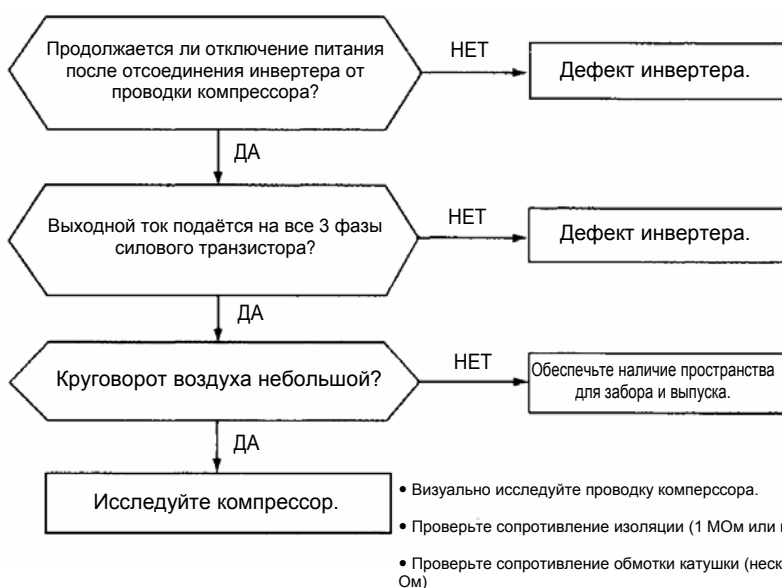 Продолжается ли отключение питания
после отсоединения инвертера от
проводки компрессора?
НЕТ
Дефект инвертера.
ДА
Выходной ток подаётся на все 3 фазы
силового транзистора?
НЕТ
Дефект инвертера.
ДА
Круговорот воздуха небольшой?
НЕТ
Обеспечьте наличие пространства
для забора и выпуска.
ДА
Исследуйте компрессор.
• Визуально исследуйте проводку комперссора.
• Проверьте сопротивление изоляции (1 МОм или
• Проверьте сопротивление обмотки катушки
Ом)